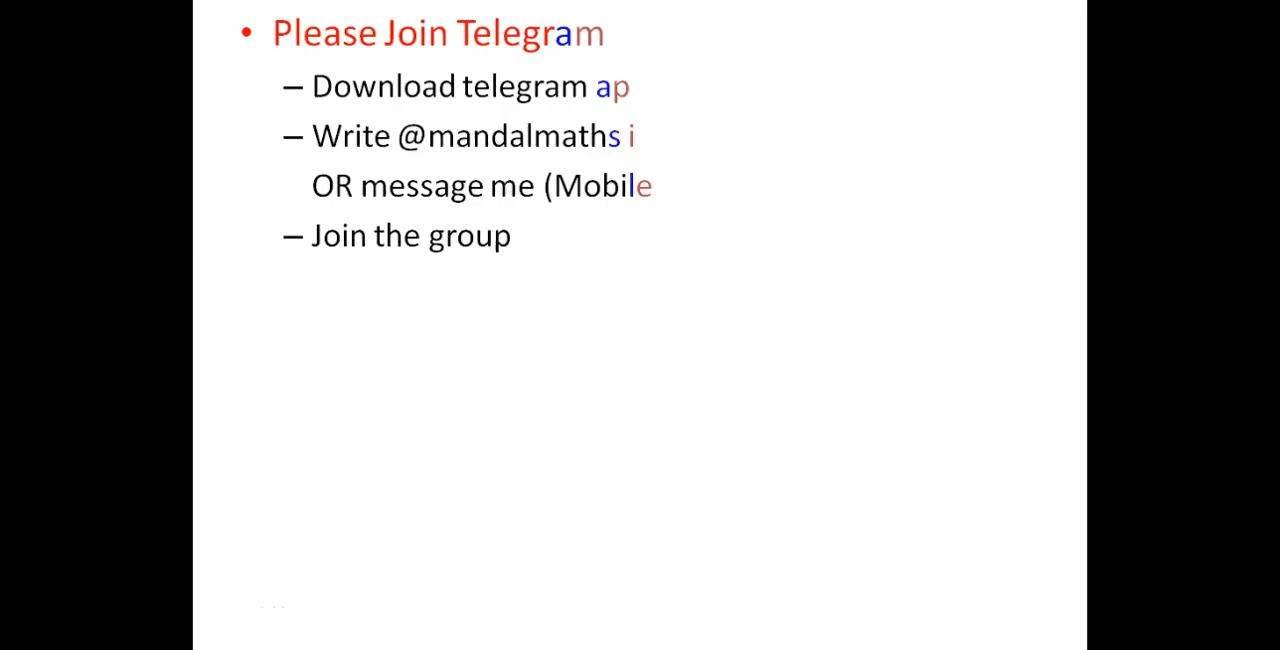 • Please Join Telegram
– Download telegram ap
– Write @mandalmaths i
OR message me (Mobile
– Join the group